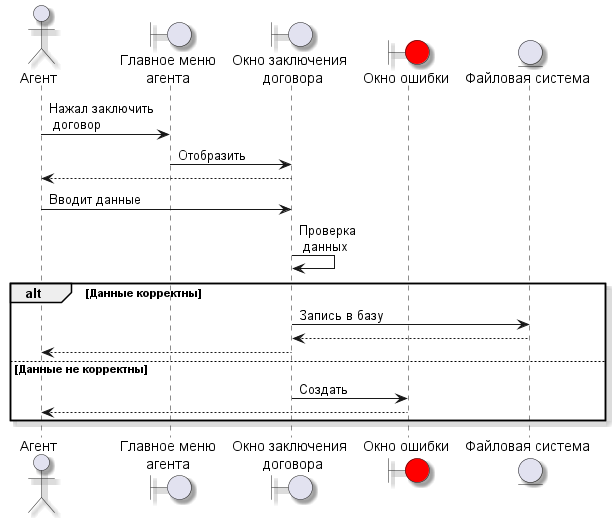 Агент
Главное меню
агента
Окно заключения
договора
Окно ошибки
Файловая система
Нажал заключить
договор
Отобразить
Вводит данные
Проверка
данных
alt [Данные корректны]
Запись в базу
[Данные не корректны]
Создать
Агент
Главное меню
агента
Окно заключения
договора
Окно ошибки
Файловая система